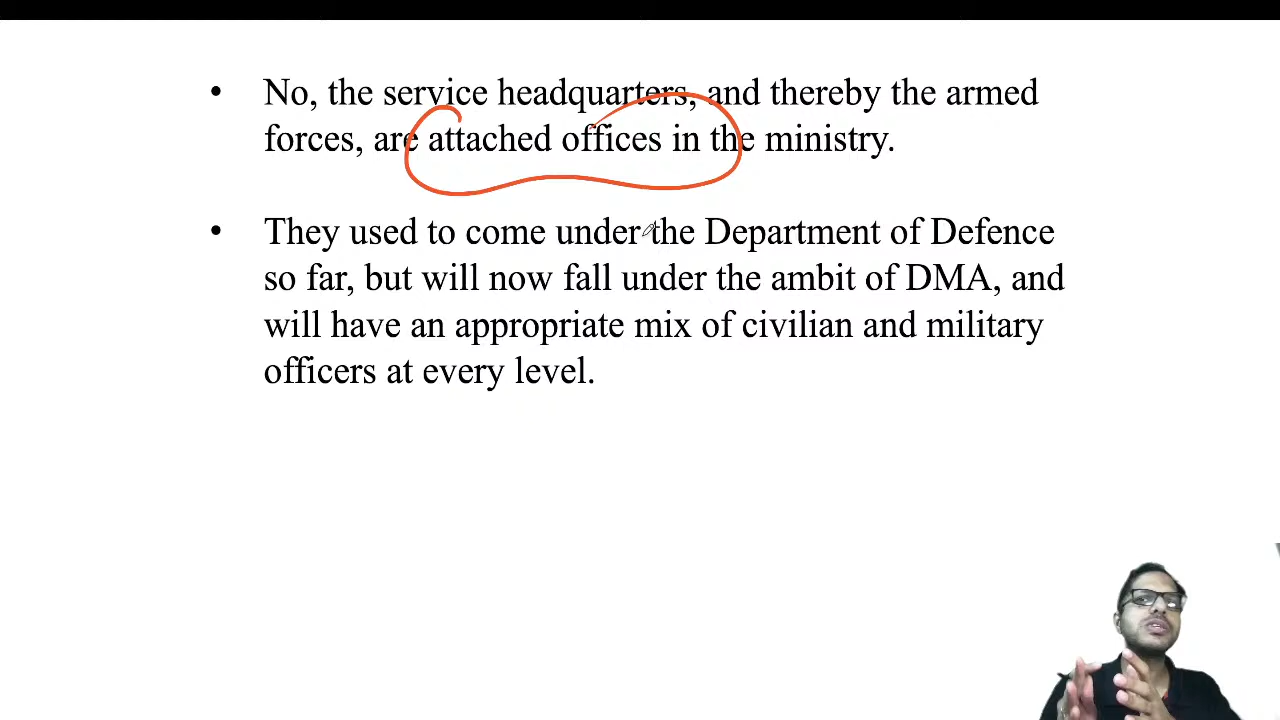 • No, the service headquarters, and thereby the armed
forces, are attached offices in the ministry.
• They used to come under the Department of Defence
so far, but will now fall under the ambit of DMA, and
will have an appropriate mix of civilian and military
officers at every level.